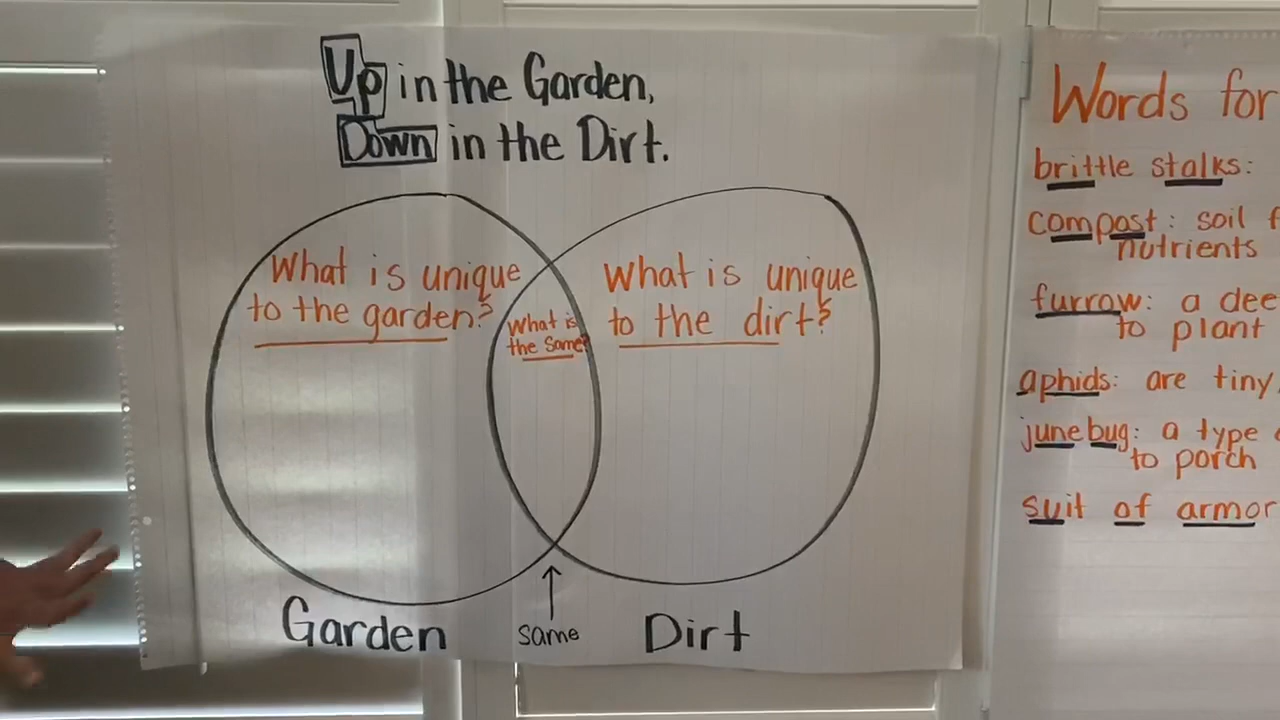 Up in the Garden,
Down in the Dirt.
What is unique
to the garden?
What is
the same?
What is unique
to the dirt?
Garden
same
Dirt
Words for
brittle stalks:
compost: soil
nutrients
furrow: a dee
to plant
aphids: are tiny
junebug: a type
to porch
suit of armor